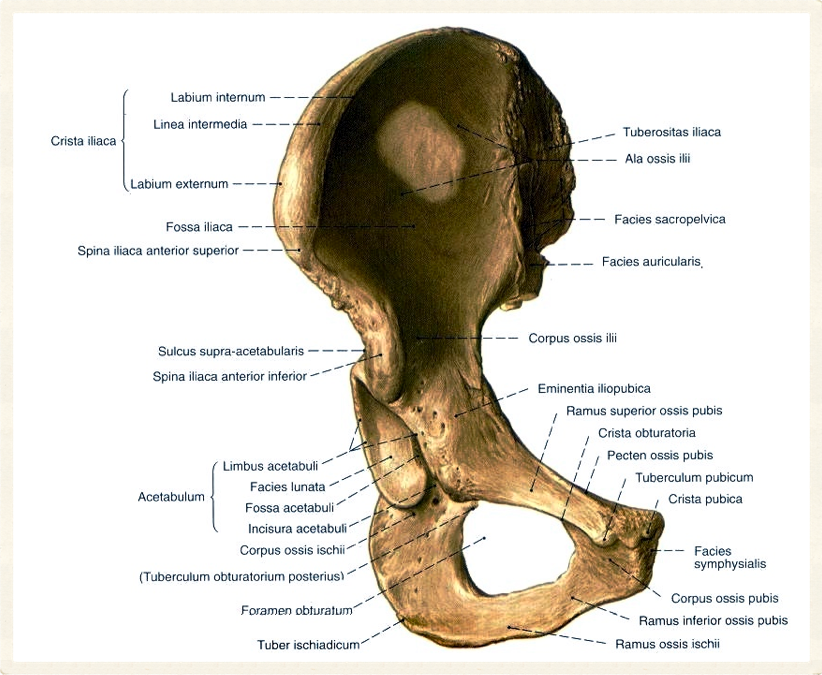 Labium internum
Linea intermedia
Crista iliaca
Labium externum
Fossa iliaca
Spina iliaca anterior superior
Sulcus supra-acetabularis
Spina iliaca anterior inferior
Limbus acetabuli
Facies lunata
Acetabulum
Fossa acetabuli
Incisura acetabuli
Corpus ossis ischii
(Tuberculum obturatorium posterius)
Foramen obturatum
Tuber ischiadicum
Tuberositas iliaca
Ala ossis ilii
Facies sacropelvica
Facies auricularis
Corpus ossis ilii
Eminentia iliopubica
Ramus superior ossis pubis
Crista obturatoria
Pecten ossis pubis
Tuberculum pubicum
Crista pubica
Facies
symphysialis
Corpus ossis pubis
Ramus inferior ossis pubis
Ramus ossis ischii